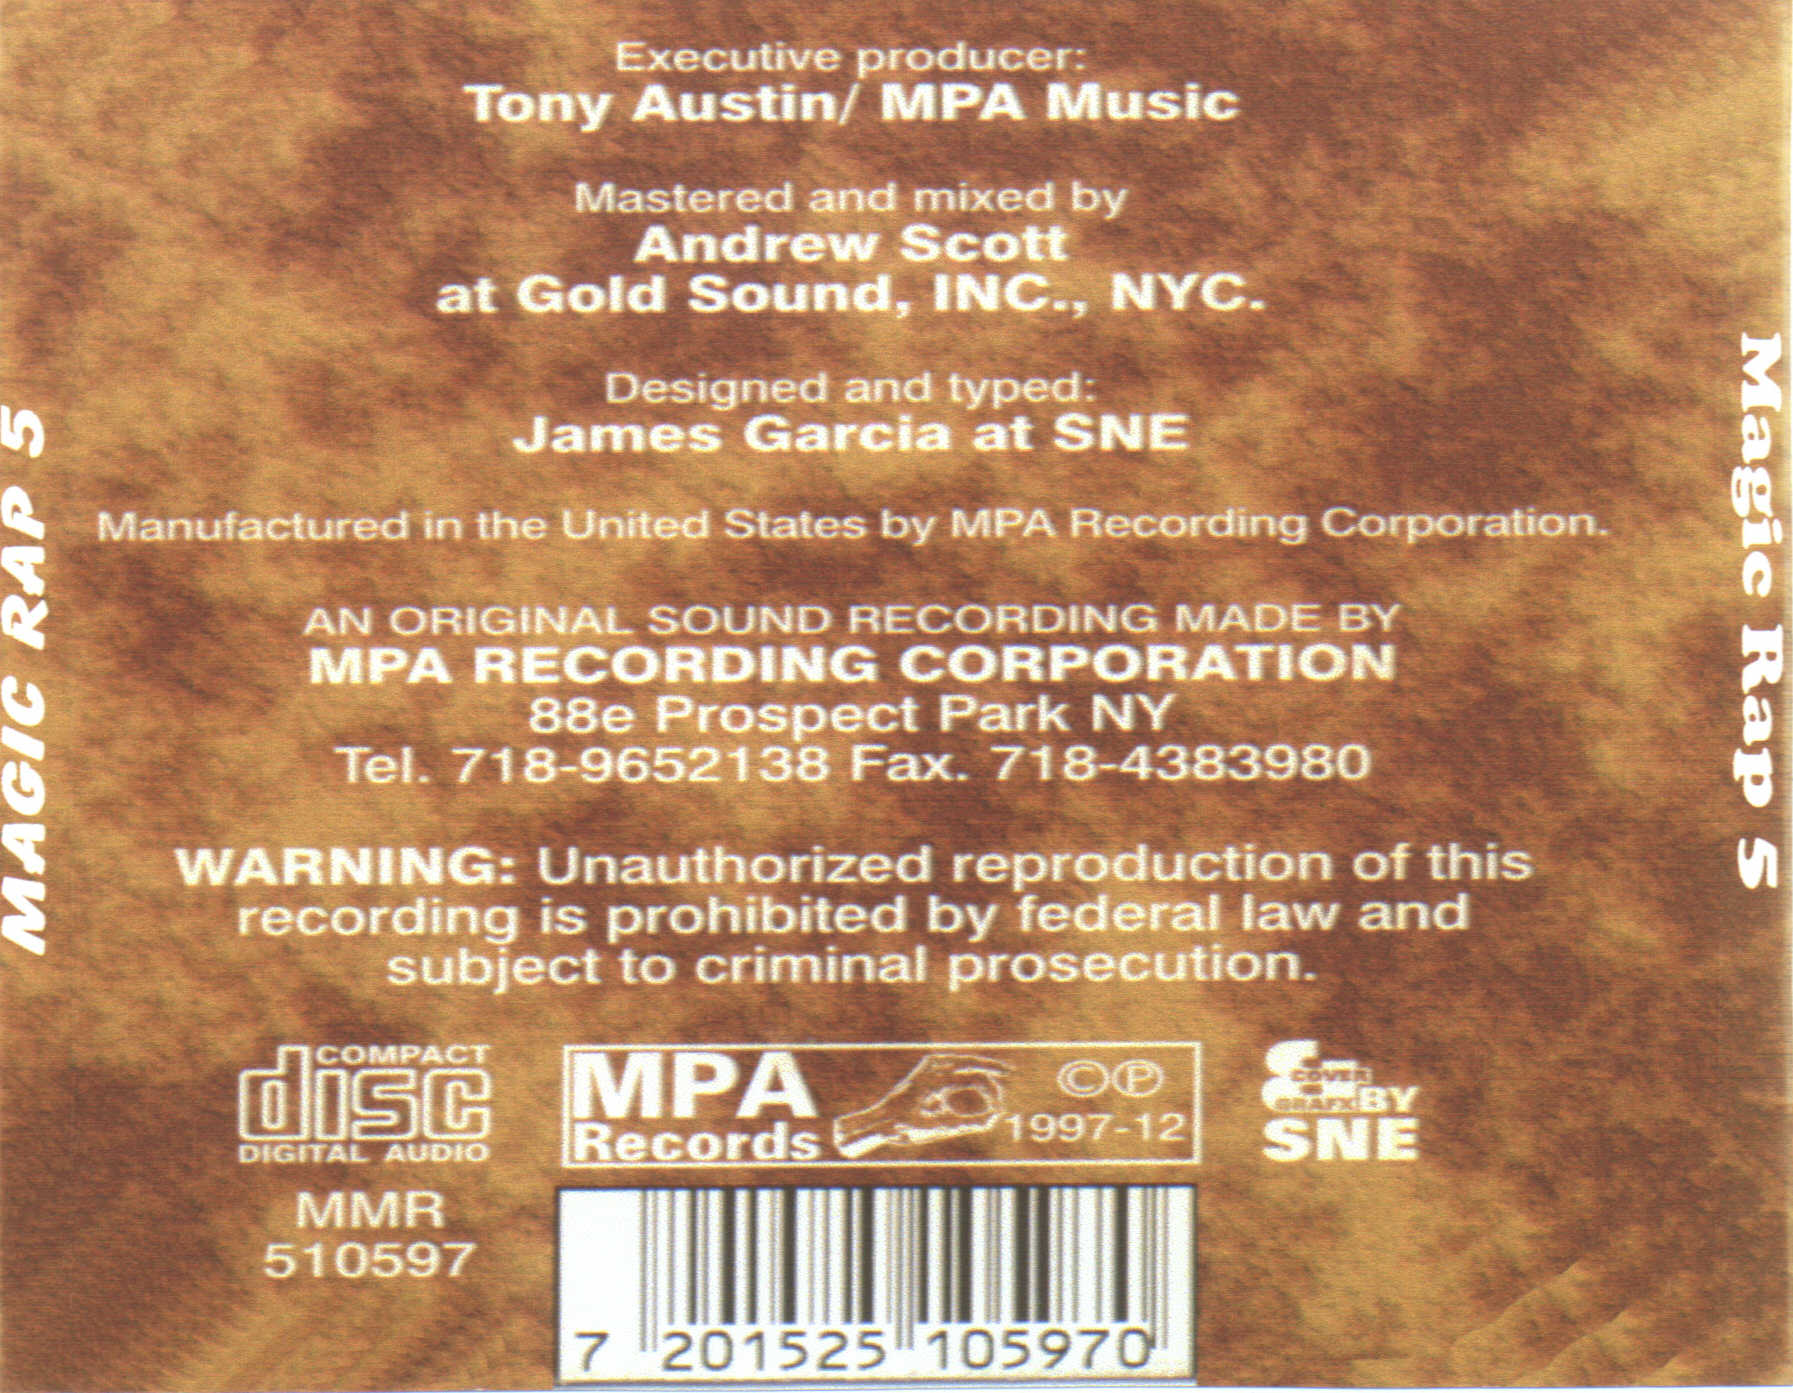 Executive producer:
Tony Austin/ MPA Music
Mastered and mixed by
Andrew Scott
at Gold Sound, INC., NYC.
Designed and typed:
James Garcia at SNE
Manufactured in the United States by MPA Recording Corporation.
AN ORIGINAL SOUND RECORDING MADE BY
MPA RECORDING CORPORATION
88e Prospect Park NY
Tel. 718-9652138 Fax. 718-4383980
WARNING: Unauthorized reproduction of this
recording is prohibited by federal law and
subject to criminal prosecution.
MAGIC RAP 5
Magic Rap 5
COMPACT
disc
DIGITAL AUDIO
MMR
510597
MPA
Records
©℗
1997-12
COVER
GRAFX BY
SNE
7 201525 105970